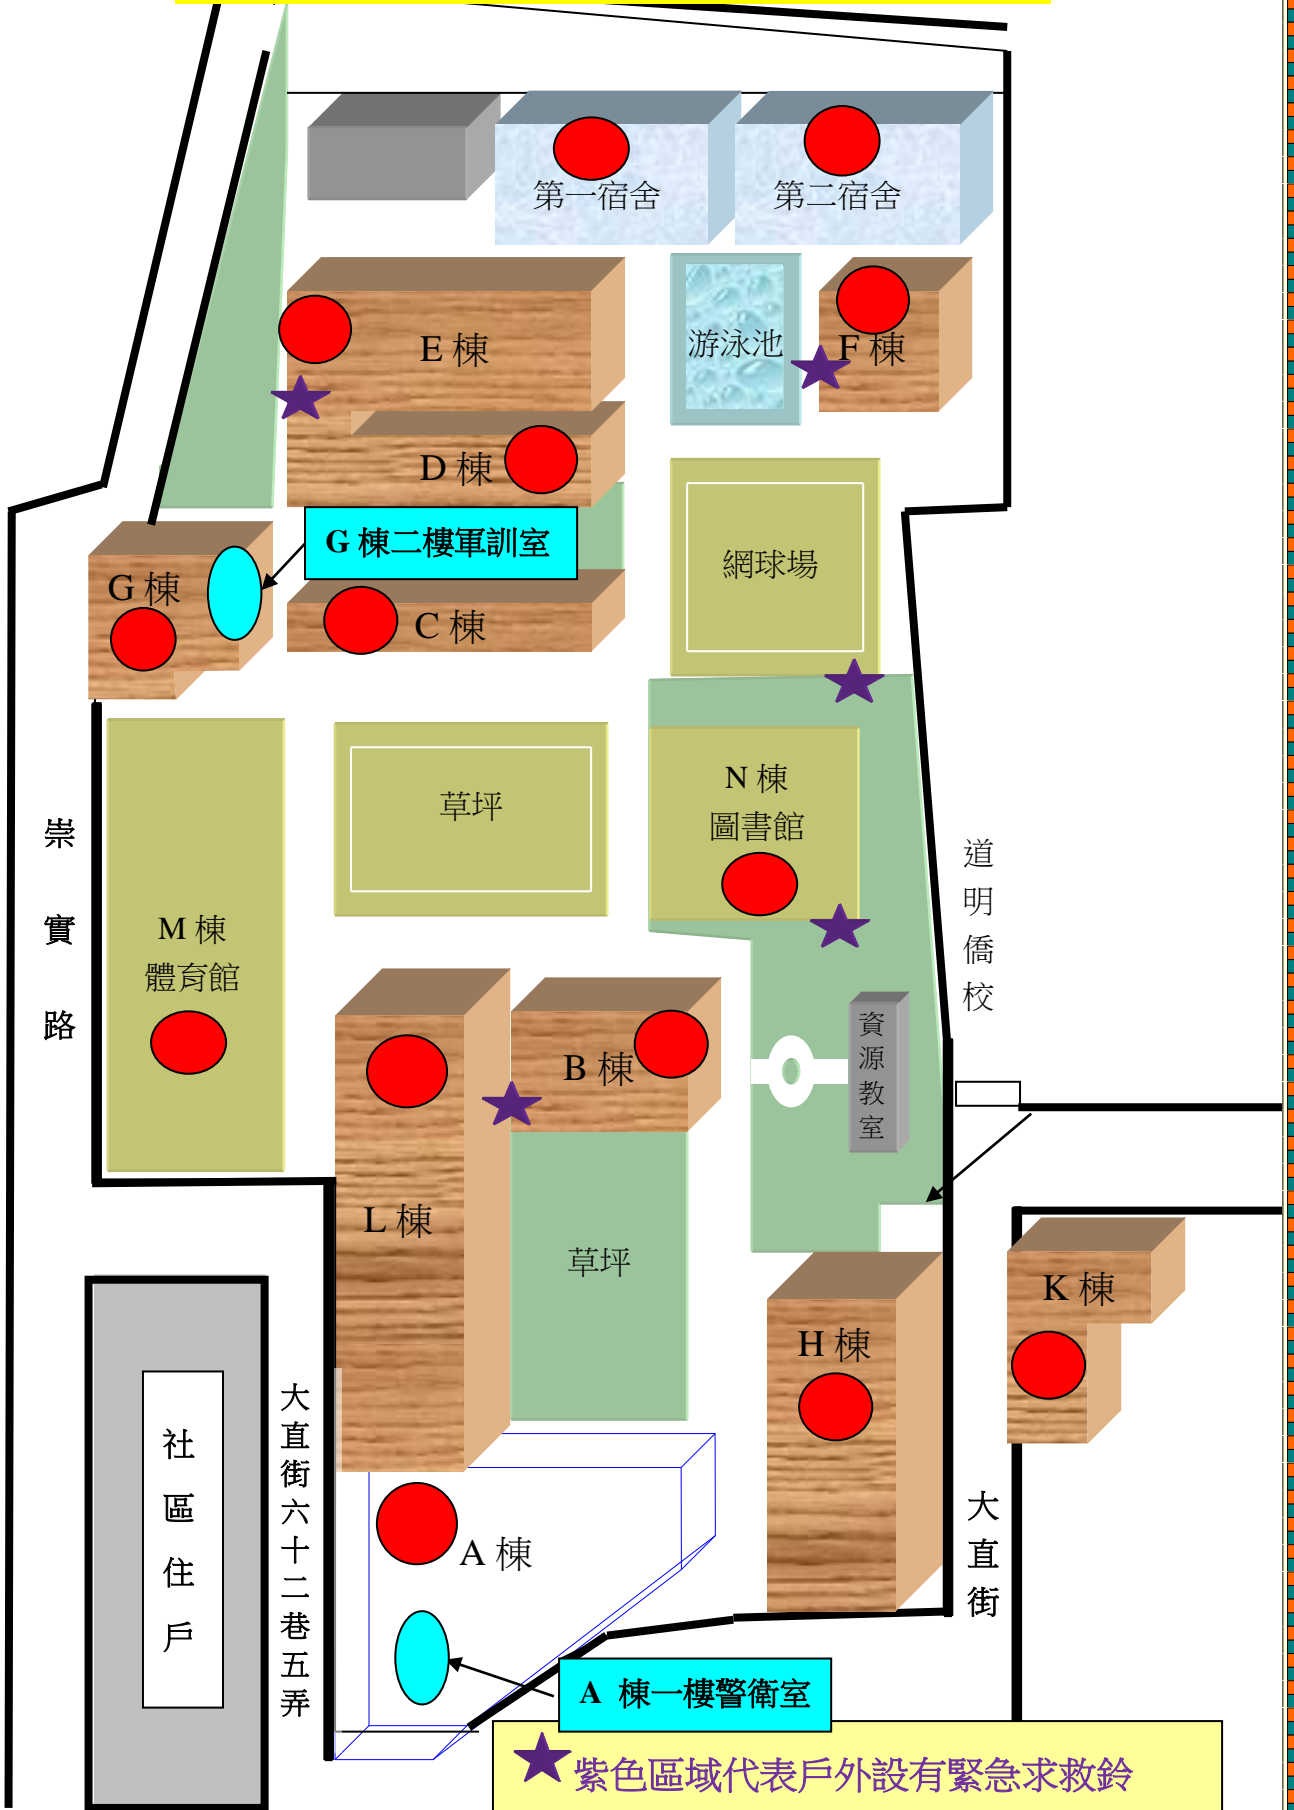 第一宿舍
第二宿舍
E 棟
游泳池
F 棟
D 棟
G 棟二樓軍訓室
網球場
G 棟
C 棟
草坪
N 棟
圖書館
崇實路
道明僑校
M 棟
體育館
資源教室
B 棟
L 棟
草坪
K 棟
H 棟
社區住戶
大直街六十二巷五弄
大直街
A 棟
A 棟一樓警衛室
紫色區域代表戶外設有緊急求救鈴